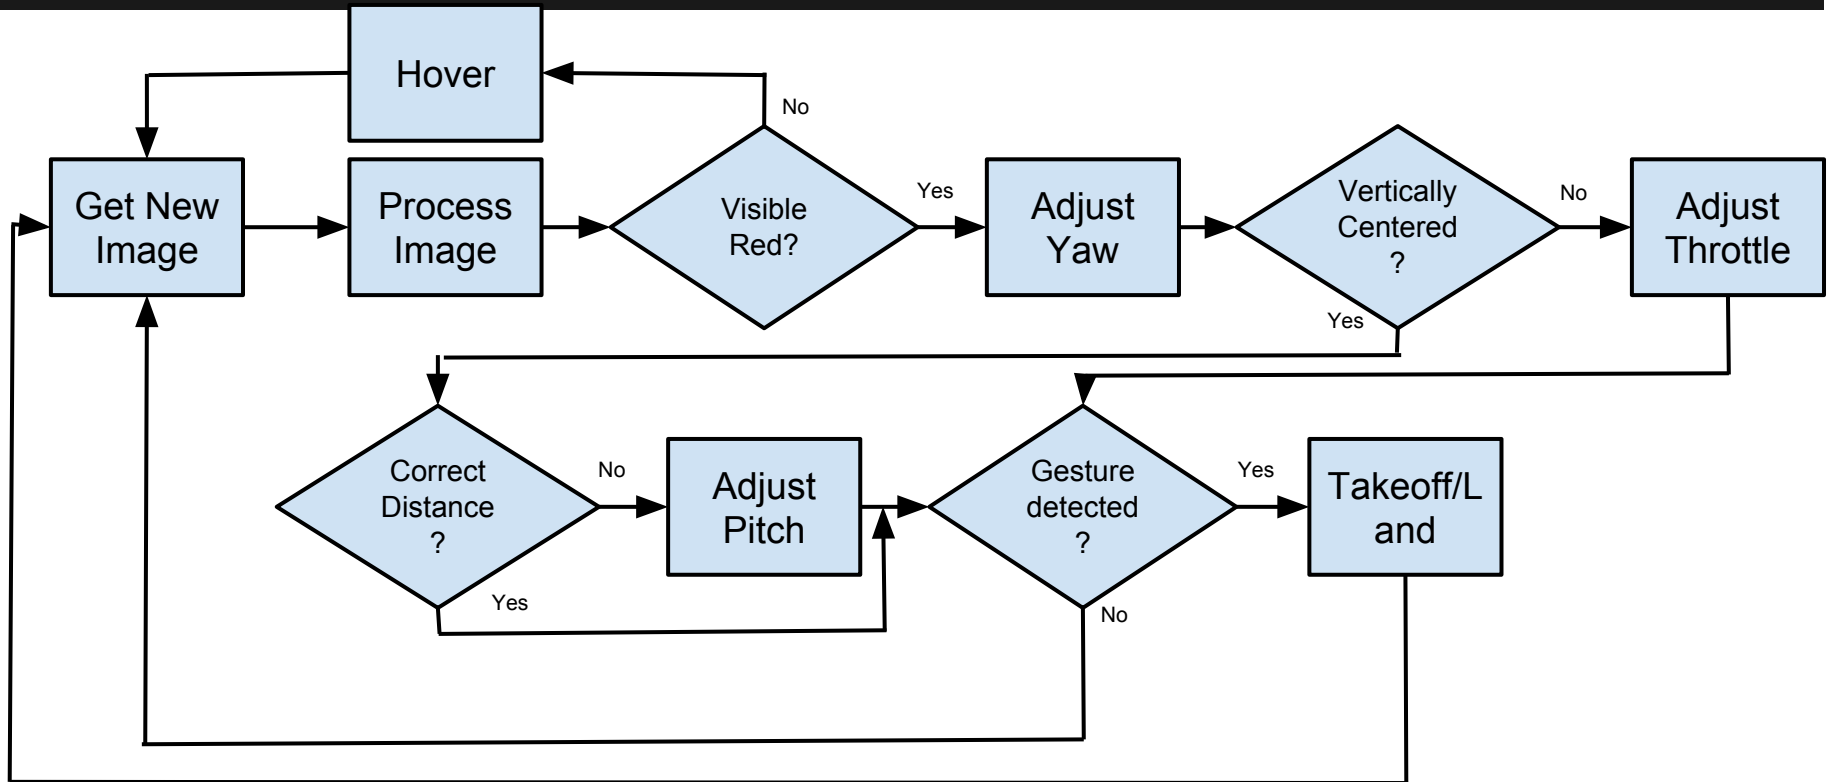 Hover
No
Get New
Image
Process
Image
Visible
Red?
Yes
Adjust
Yaw
Vertically
Centered
?
No
Adjust
Throttle
Yes
Correct
Distance
?
No
Adjust
Pitch
Gesture
detected
?
Yes
Takeoff/L
and
Yes
No